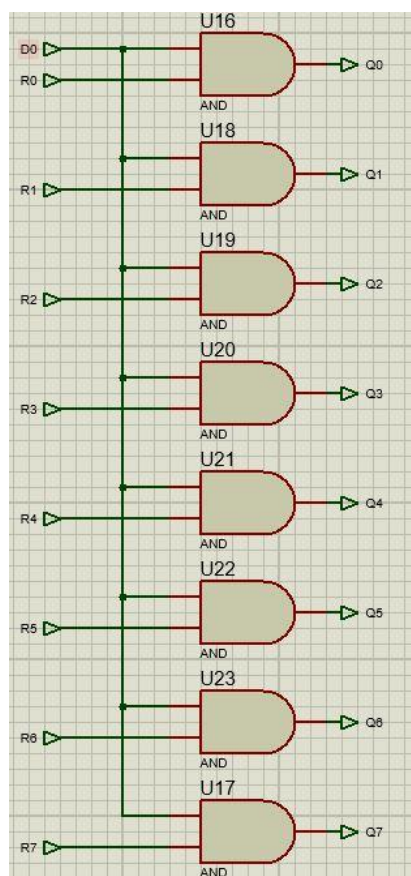 U16
D0
Q0
R0
AND
U18
Q1
R1
AND
U19
Q2
R2
AND
U20
Q3
R3
AND
U21
Q4
R4
AND
U22
Q5
R5
AND
U23
Q6
R6
AND
U17
Q7
R7
AND